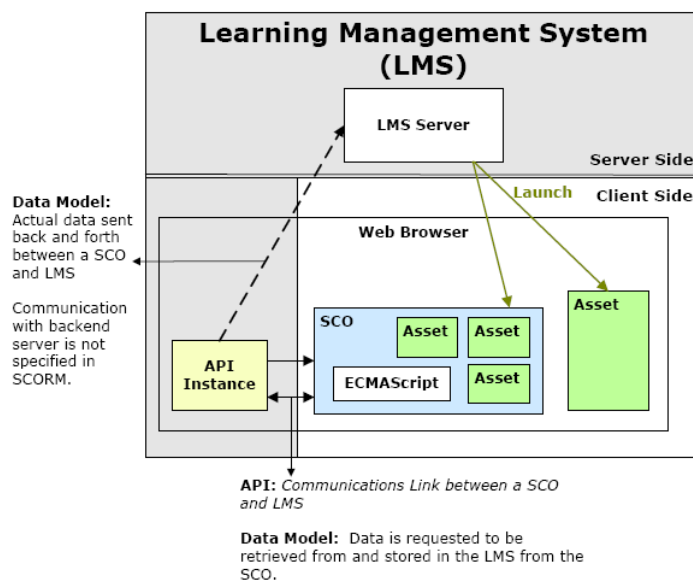 Learning Management System
(LMS)
LMS Server
Server Side
Launch
Client Side
Data Model:
Actual data sent
back and forth
between a SCO
and LMS
Communication
with backend
server is not
specified in
SCORM.
Web Browser
SCO
Asset
Asset
Asset
ECMAScript
Asset
API
Instance
API: Communications Link between a SCO
and LMS
Data Model: Data is requested to be
retrieved from and stored in the LMS from the
SCO.